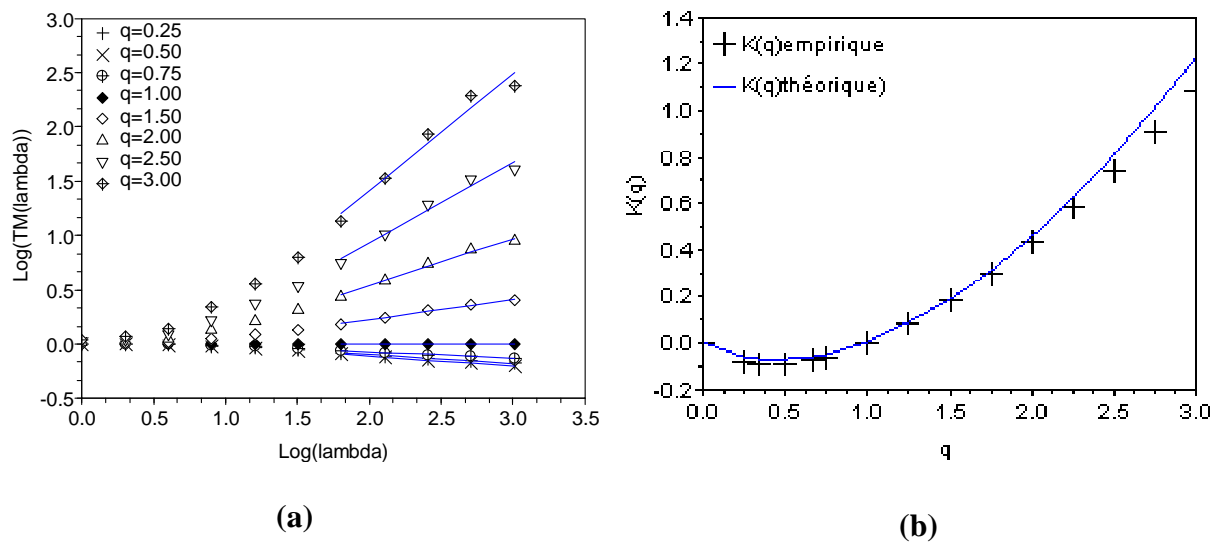 3.0
2.5
2.0
1.5
1.0
0.5
0.0
-0.5
Log(TM(lambda))
q=0.25
q=0.50
q=0.75
q=1.00
q=1.50
q=2.00
q=2.50
q=3.00
0.0 0.5 1.0 1.5 2.0 2.5 3.0 3.5
Log(lambda)
(a)
1.4
1.2
1.0
0.8
0.6
0.4
0.2
0.0
-0.2
K(q)
K(q)empirique
K(q)théorique)
0.0 0.5 1.0 1.5 2.0 2.5 3.0
q
(b)